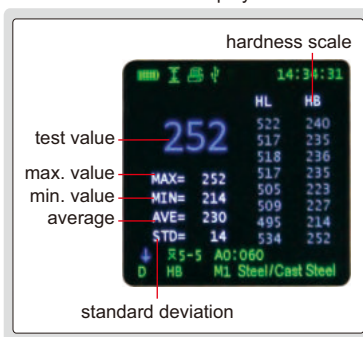 hardness scale
14:34:31
HL HB
test value
252
522 240
517 235
518 236
517 235
505 223
509 227
495 214
534 252
max. value
MAX= 252
min. value
MIN= 214
average
AVE= 230
STD= 14
5-5 A0:060
D HB M1 Steel/Cast Steel
standard deviation